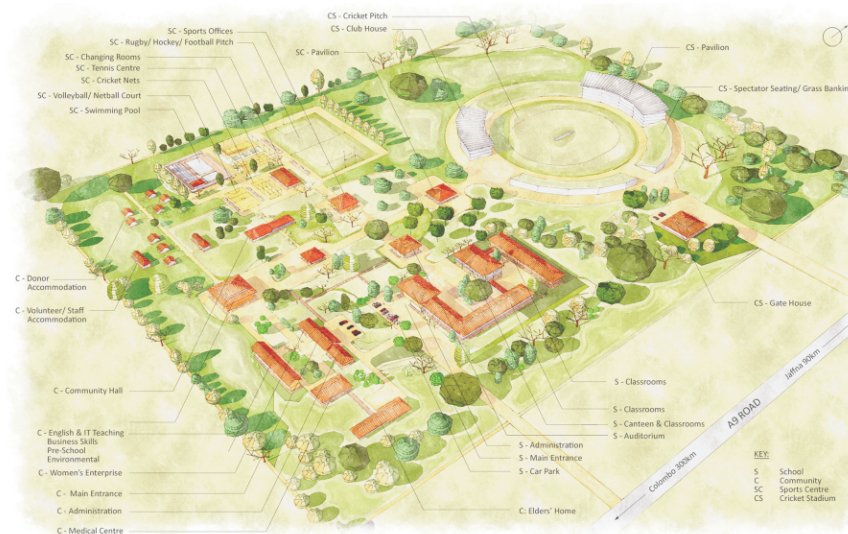 CS - Cricket Pitch
CS - Club House
SC - Sports Offices
SC - Rugby/ Hockey/ Football Pitch
SC - Pavilion
SC - Changing Rooms
SC - Tennis Centre
SC - Cricket Nets
SC - Volleyball/ Netball Court
SC - Swimming Pool
CS - Pavilion
CS - Spectator Seating/ Grass Banking
C - Donor
Accommodation
C - Volunteer/ Staff
Accommodation
CS - Gate House
C - Community Hall
C - English & IT Teaching
Business Skills
Pre-School
Environmental
C - Women's Enterprise
C - Main Entrance
C - Administration
C - Medical Centre
S - Classrooms
S - Classrooms
S - Canteen & Classrooms
S - Auditorium
S - Administration
S - Main Entrance
S - Car Park
C: Elders' Home
Jaffna 90km
A9 ROAD
Colombo 300km
KEY:
S School
C Community
SC Sports Centre
CS Cricket Stadium